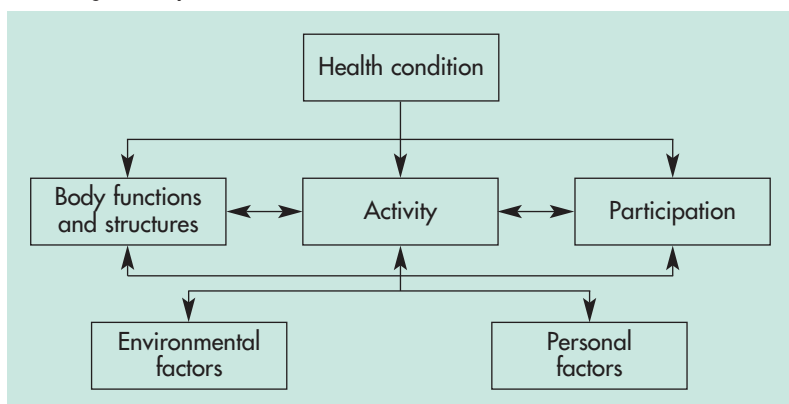 Health condition
Body functions
and structures
Activity
Participation
Environmental
factors
Personal
factors